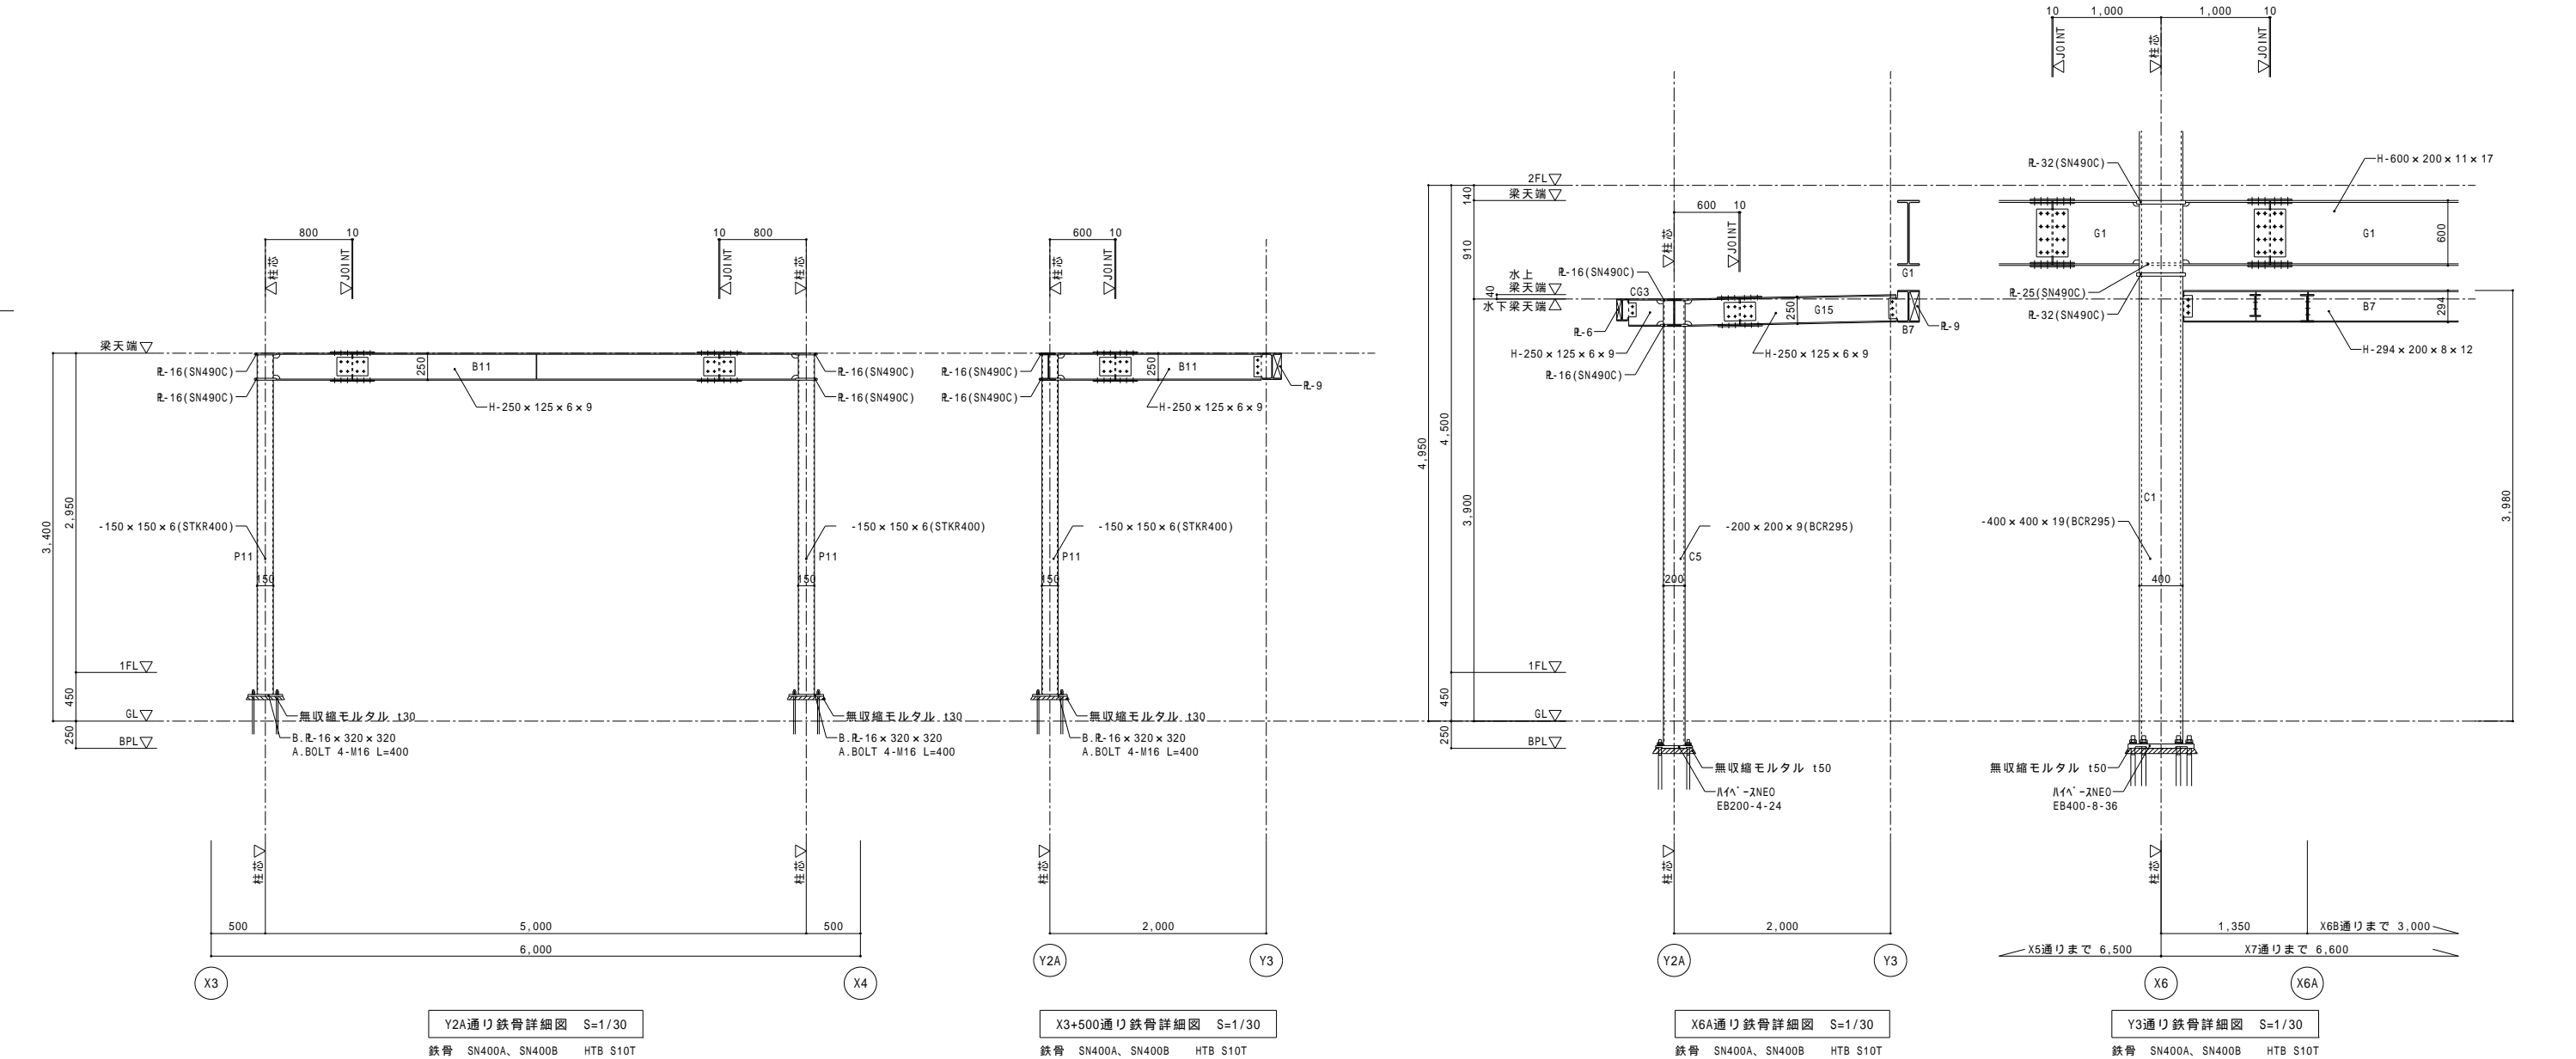 800
10
柱芯
JOINT
10
800
JOINT
柱芯
梁天端
3,400
2,950
450
250
1FL
GL
BPL
PL-16(SN490C)
PL-16(SN490C)
250
B11
H-250×125×6×9
PL-16(SN490C)
PL-16(SN490C)
-150×150×6(STKR400)
P11
150
-150×150×6(STKR400)
P11
150
無収縮モルタル t30
B.PL-16×320×320
A.BOLT 4-M16 L=400
無収縮モルタル t30
B.PL-16×320×320
A.BOLT 4-M16 L=400
柱芯
柱芯
500
5,000
500
6,000
X3
X4
Y2A通り鉄骨詳細図 S=1/30
鉄骨 SN400A、SN400B HTB S10T
600
10
柱芯
JOINT
PL-16(SN490C)
PL-16(SN490C)
250
B11
PL-9
H-250×125×6×9
-150×150×6(STKR400)
P11
150
無収縮モルタル t30
B.PL-16×320×320
A.BOLT 4-M16 L=400
柱芯
2,000
Y2A
Y3
X3+500通り鉄骨詳細図 S=1/30
鉄骨 SN400A、SN400B HTB S10T
2FL
梁天端
140
910
水上
梁天端
40
水下梁天端
4,950
4,500
3,900
450
250
1FL
GL
BPL
600
10
柱芯
JOINT
PL-16(SN490C)
CG3
G1
250
G15
PL-6
B7
PL-9
H-250×125×6×9
H-250×125×6×9
PL-16(SN490C)
-200×200×9(BCR295)
C5
200
無収縮モルタル t50
ハイベースNEO
EB200-4-24
柱芯
2,000
Y2A
Y3
X6A通り鉄骨詳細図 S=1/30
鉄骨 SN400A、SN400B HTB S10T
10
1,000
1,000
10
JOINT
柱芯
JOINT
PL-32(SN490C)
H-600×200×11×17
G1
G1
600
PL-25(SN490C)
PL-32(SN490C)
B7
294
H-294×200×8×12
C1
-400×400×19(BCR295)
400
3,980
無収縮モルタル t50
ハイベースNEO
EB400-8-36
柱芯
1,350
X6B通りまで 3,000
X5通りまで 6,500
X7通りまで 6,600
X6
X6A
Y3通り鉄骨詳細図 S=1/30
鉄骨 SN400A、SN400B HTB S10T